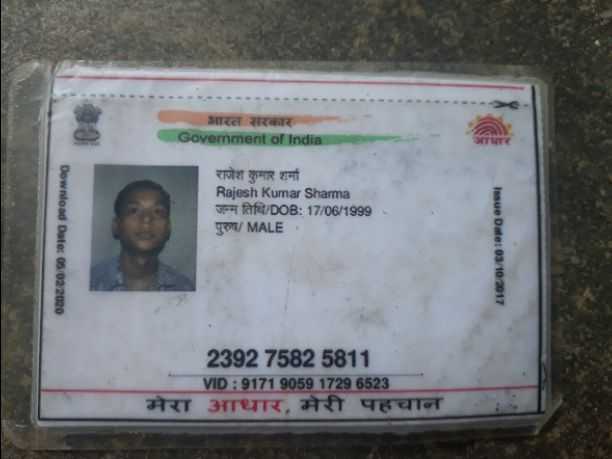 भारत सरकार
Government of India
आधार
Download Date: 05/02/2020
राजेश कुमार शर्मा
Rajesh Kumar Sharma
जन्म तिथि/DOB: 17/06/1999
पुरुष/ MALE
Issue Date: 03/10/2017
2392 7582 5811
VID : 9171 9059 1729 6523
मेरा आधार, मेरी पहचान